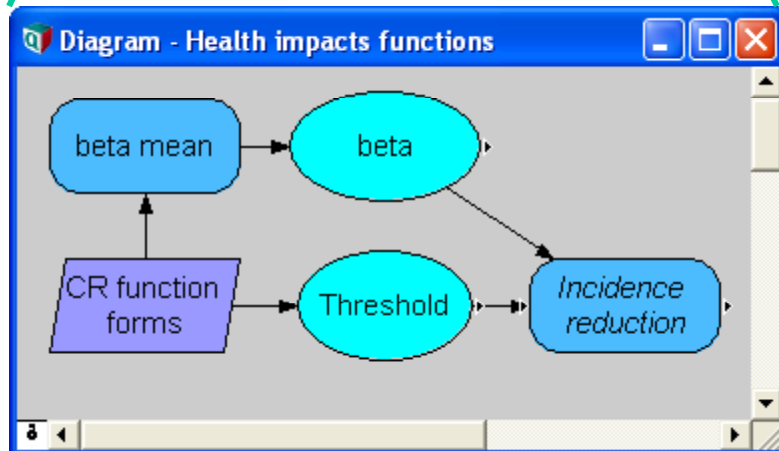 Diagram - Health impacts functions
beta mean
beta
CR function
forms
Threshold
Incidence
reduction